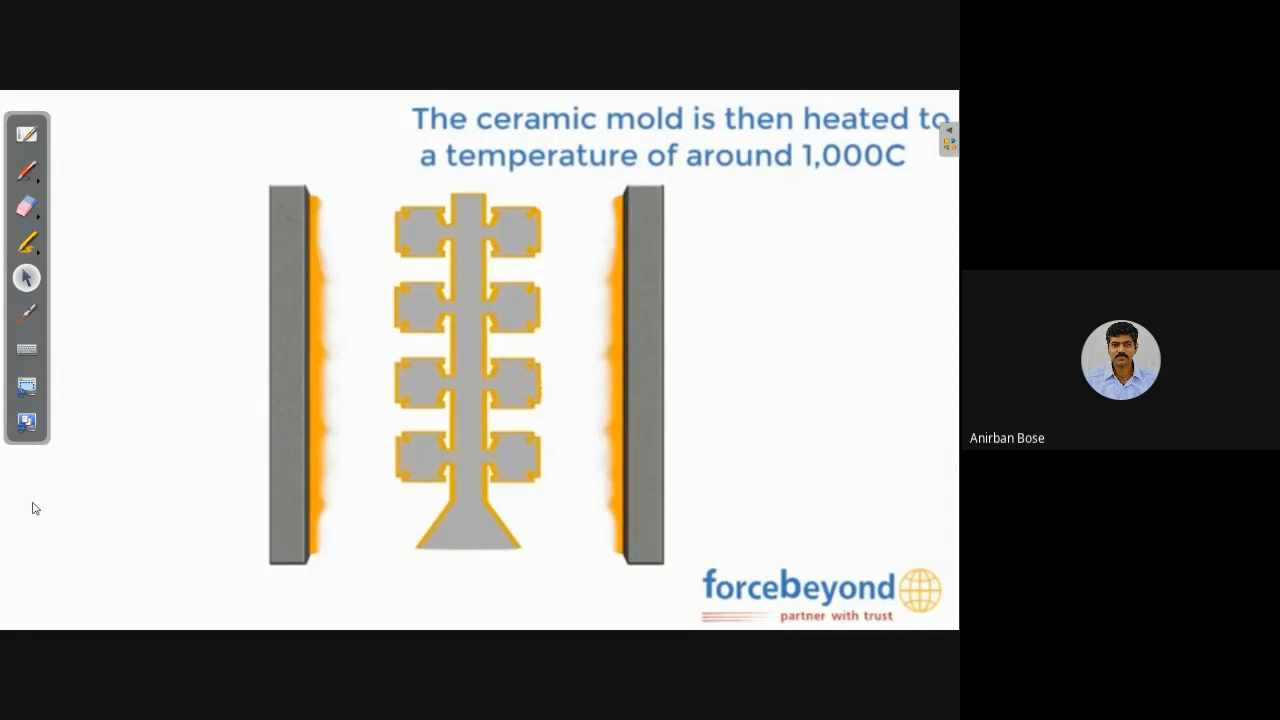 The ceramic mold is then heated to
a temperature of around 1,000C
Anirban Bose
forcebeyond
partner with trust